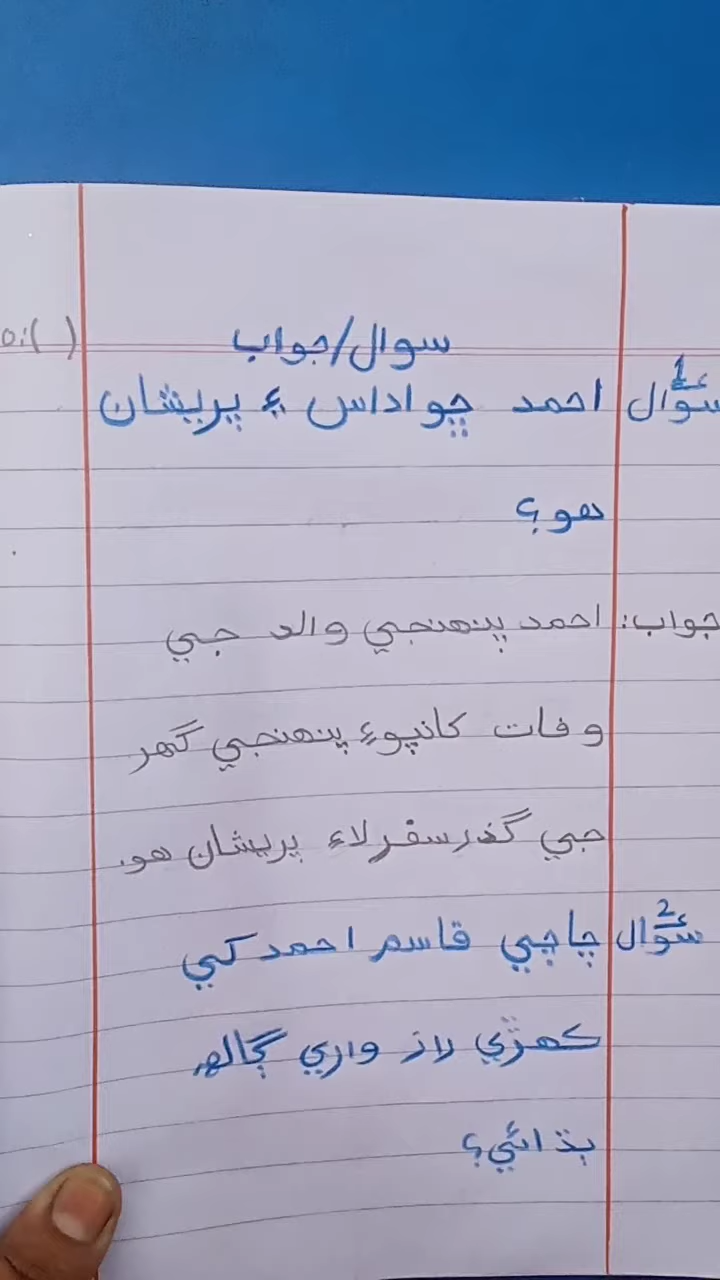 سوال/جواب
سوال 1 احمد ڇو اداس ۽ پريشان
هو؟
جواب: احمد پنهنجي والد جي
وفات کانپوءِ پنهنجي گهر
جي گذر سفر لاءِ پريشان هو.
سوال 2 چاچي قاسم احمد کي
ڪهڙي راز واري ڳالهه
ٻڌائي؟